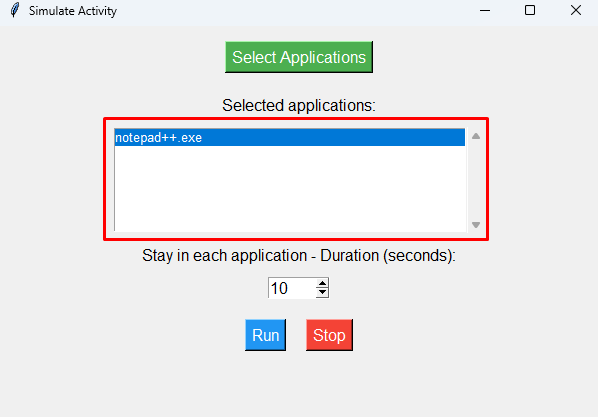 Simulate Activity
Select Applications
Selected applications:
notepad++.exe
Stay in each application - Duration (seconds):
10
Run Stop